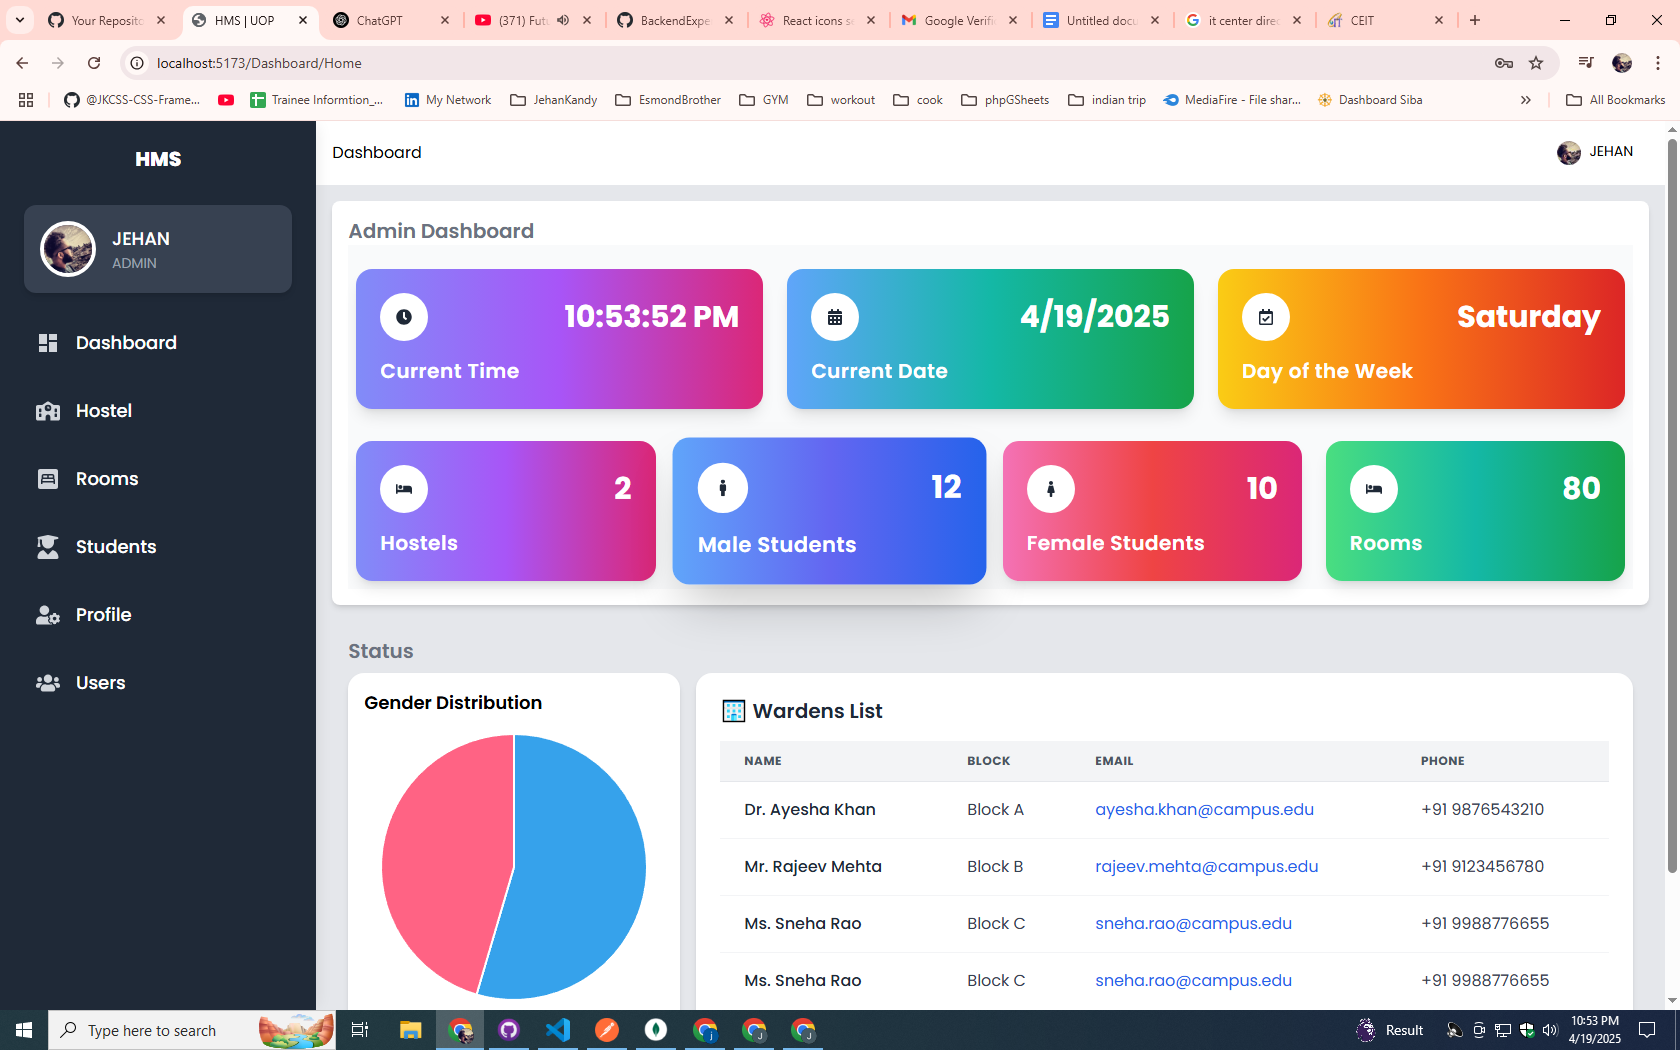 Your Reposito
HMS | UOP
ChatGPT
(371) Futu
BackendExpe
React icons se
Google Verific
Untitled docu
it center direc
CEIT
localhost:5173/Dashboard/Home
@JKCSS-CSS-Frame...
Trainee Informtion_...
My Network
JehanKandy
EsmondBrother
GYM
workout
cook
phpGSheets
indian trip
MediaFire - File shar...
Dashboard Siba
All Bookmarks
HMS
JEHAN
ADMIN
Dashboard
Hostel
Rooms
Students
Profile
Users
Dashboard
JEHAN
Admin Dashboard
10:53:52 PM
Current Time
4/19/2025
Current Date
Saturday
Day of the Week
2
Hostels
12
Male Students
10
Female Students
80
Rooms
Status
Gender Distribution
Wardens List
NAME BLOCK EMAIL PHONE
Dr. Ayesha Khan Block A ayesha.khan@campus.edu +91 9876543210
Mr. Rajeev Mehta Block B rajeev.mehta@campus.edu +91 9123456780
Ms. Sneha Rao Block C sneha.rao@campus.edu +91 9988776655
Ms. Sneha Rao Block C sneha.rao@campus.edu +91 9988776655
Type here to search
Result
10:53 PM
4/19/2025